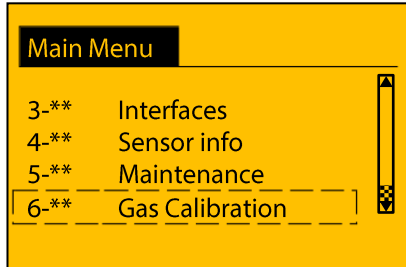 Main Menu
3-** Interfaces
4-** Sensor info
5-** Maintenance
6-** Gas Calibration